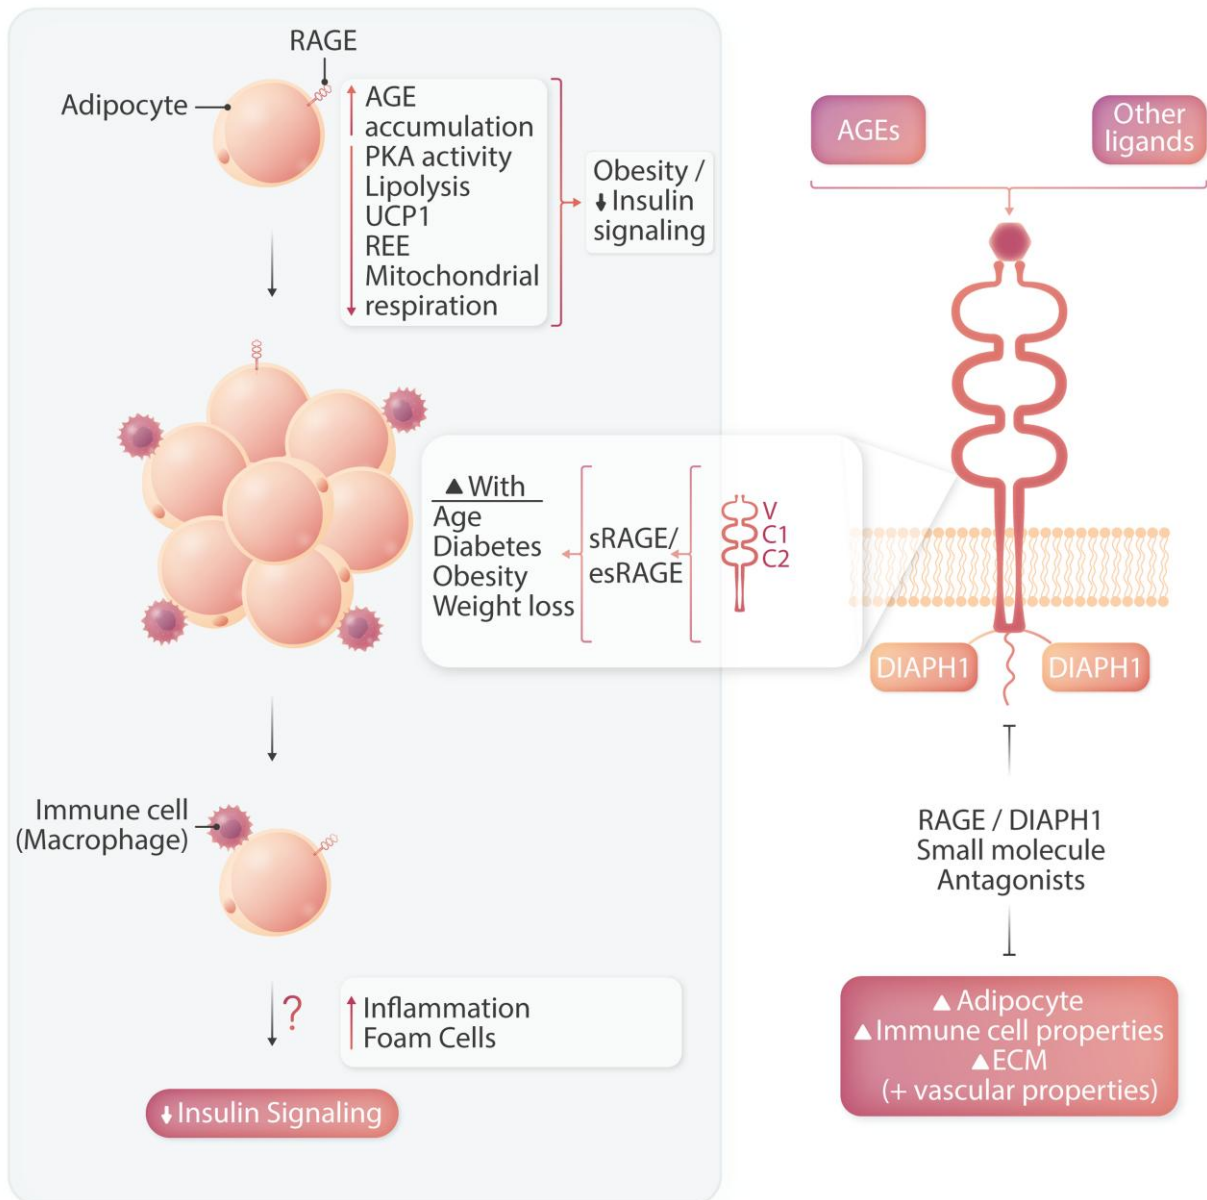 RAGE
Adipocyte
AGE
accumulation
PKA activity
Lipolysis
UCP1
REE
Mitochondrial
respiration
Obesity /
Insulin
signaling
AGEs
Other
ligands
▲ With
Age
Diabetes
Obesity
Weight loss
sRAGE/
esRAGE
V
C1
C2
DIAPH1
DIAPH1
Immune cell
(Macrophage)
?
Inflammation
Foam Cells
Insulin Signaling
RAGE / DIAPH1
Small molecule
Antagonists
▲ Adipocyte
▲ Immune cell properties
▲ ECM
(+ vascular properties)